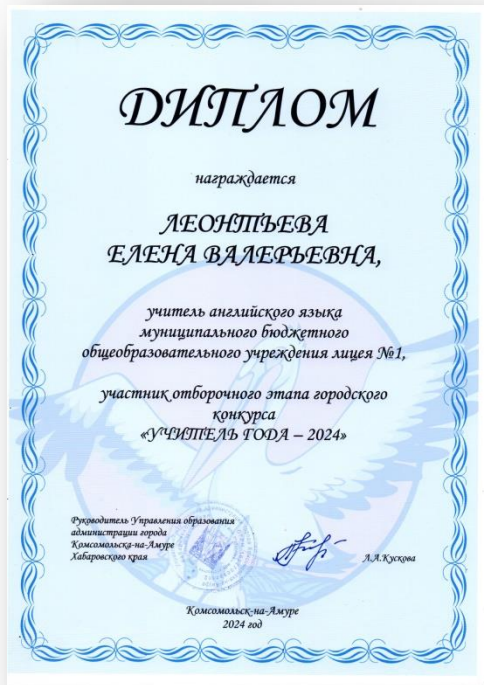 ДИПЛОМ
награждается
ЛЕОНТЬЕВА
ЕЛЕНА ВАЛЕРЬЕВНА,
учитель английского языка
муниципального бюджетного
общеобразовательного учреждения лицея №1,
участник отборочного этапа городского
конкурса
«УЧИТЕЛЬ ГОДА – 2024»
Руководитель Управления образования
администрации города
Комсомольска-на-Амуре
Хабаровского края
Л.А.Кускова
Комсомольск-на-Амуре
2024 год